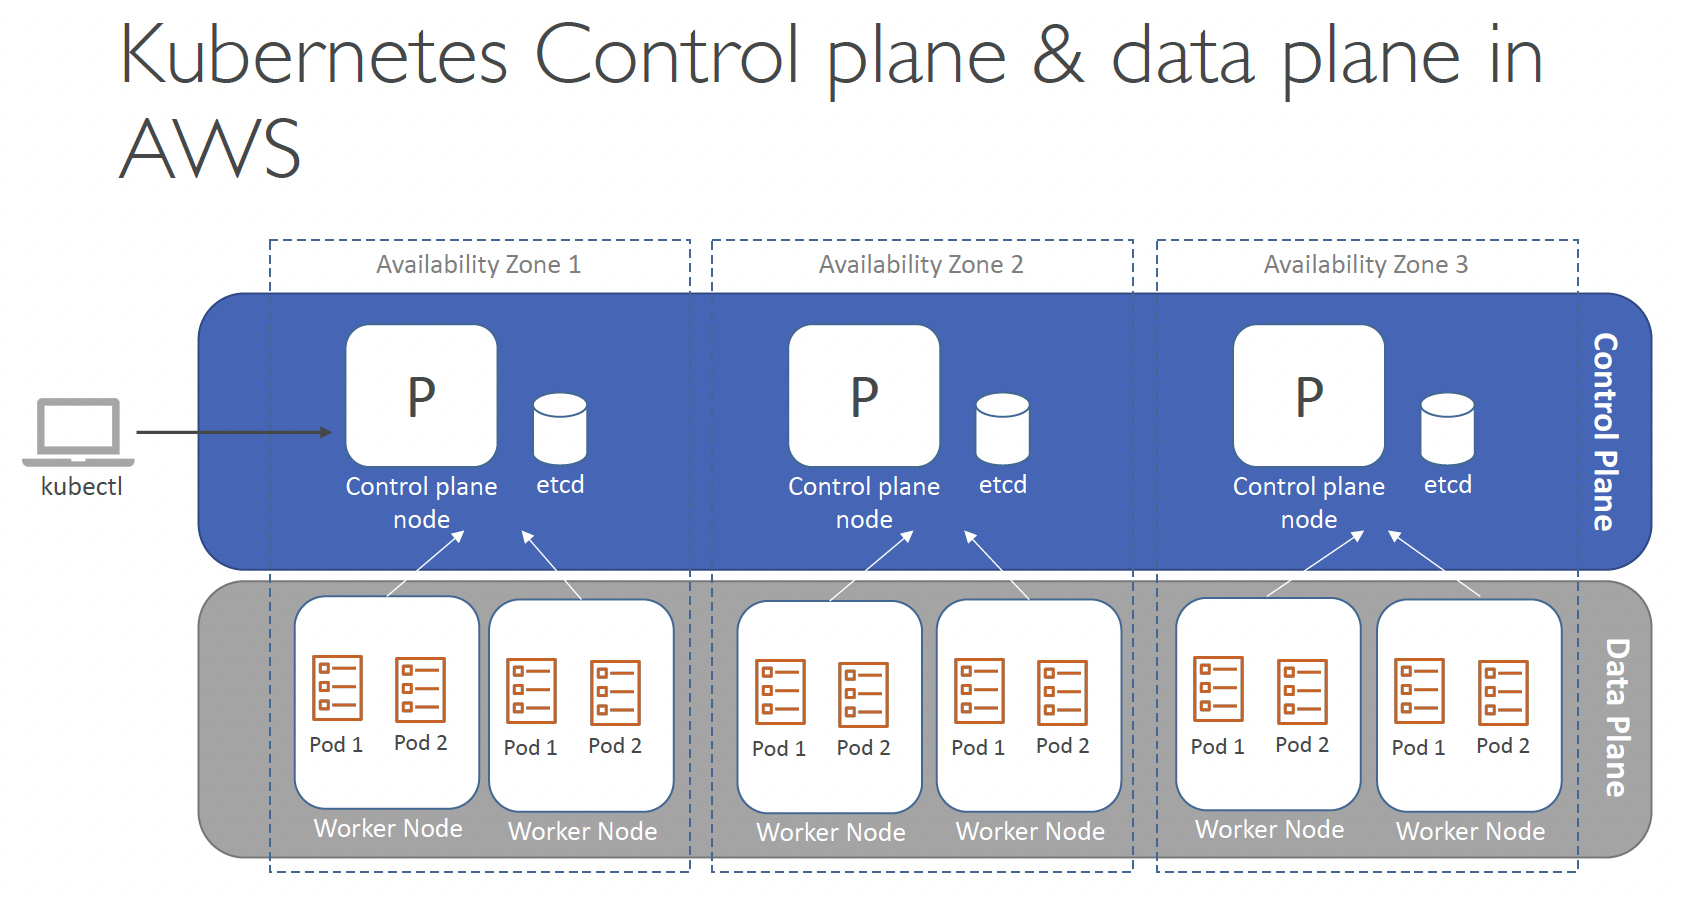 Kubernetes Control plane & data plane in
AWS
Availability Zone 1
Availability Zone 2
Availability Zone 3
P
P
P
Control Plane
kubectl
Control plane
node
etcd
Control plane
node
etcd
Control plane
node
etcd
Pod 1
Pod 2
Pod 1
Pod 2
Pod 1
Pod 2
Pod 1
Pod 2
Pod 1
Pod 2
Pod 1
Pod 2
Data Plane
Worker Node
Worker Node
Worker Node
Worker Node
Worker Node
Worker Node